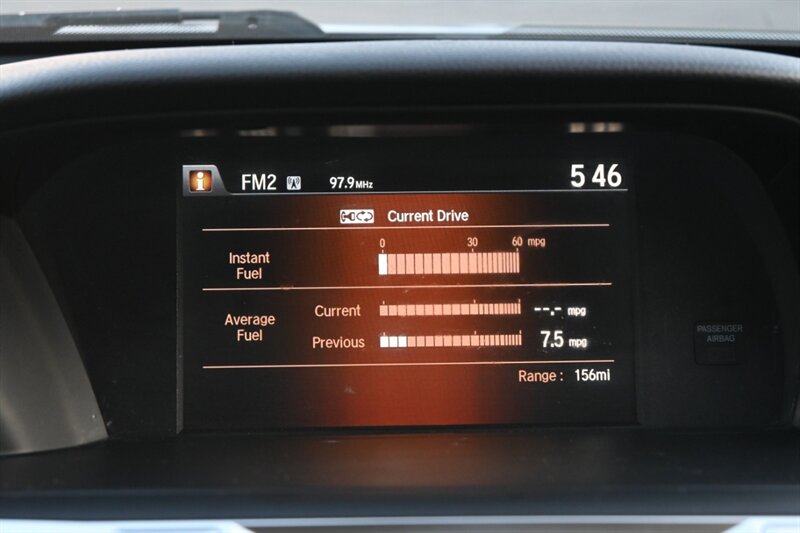 i FM2 97.9MHz 5 46
Current Drive
0 30 60 mpg
Instant
Fuel
Current --.- mpg
Average
Fuel
Previous 7.5 mpg
Range : 156mi
PASSENGER
AIRBAG